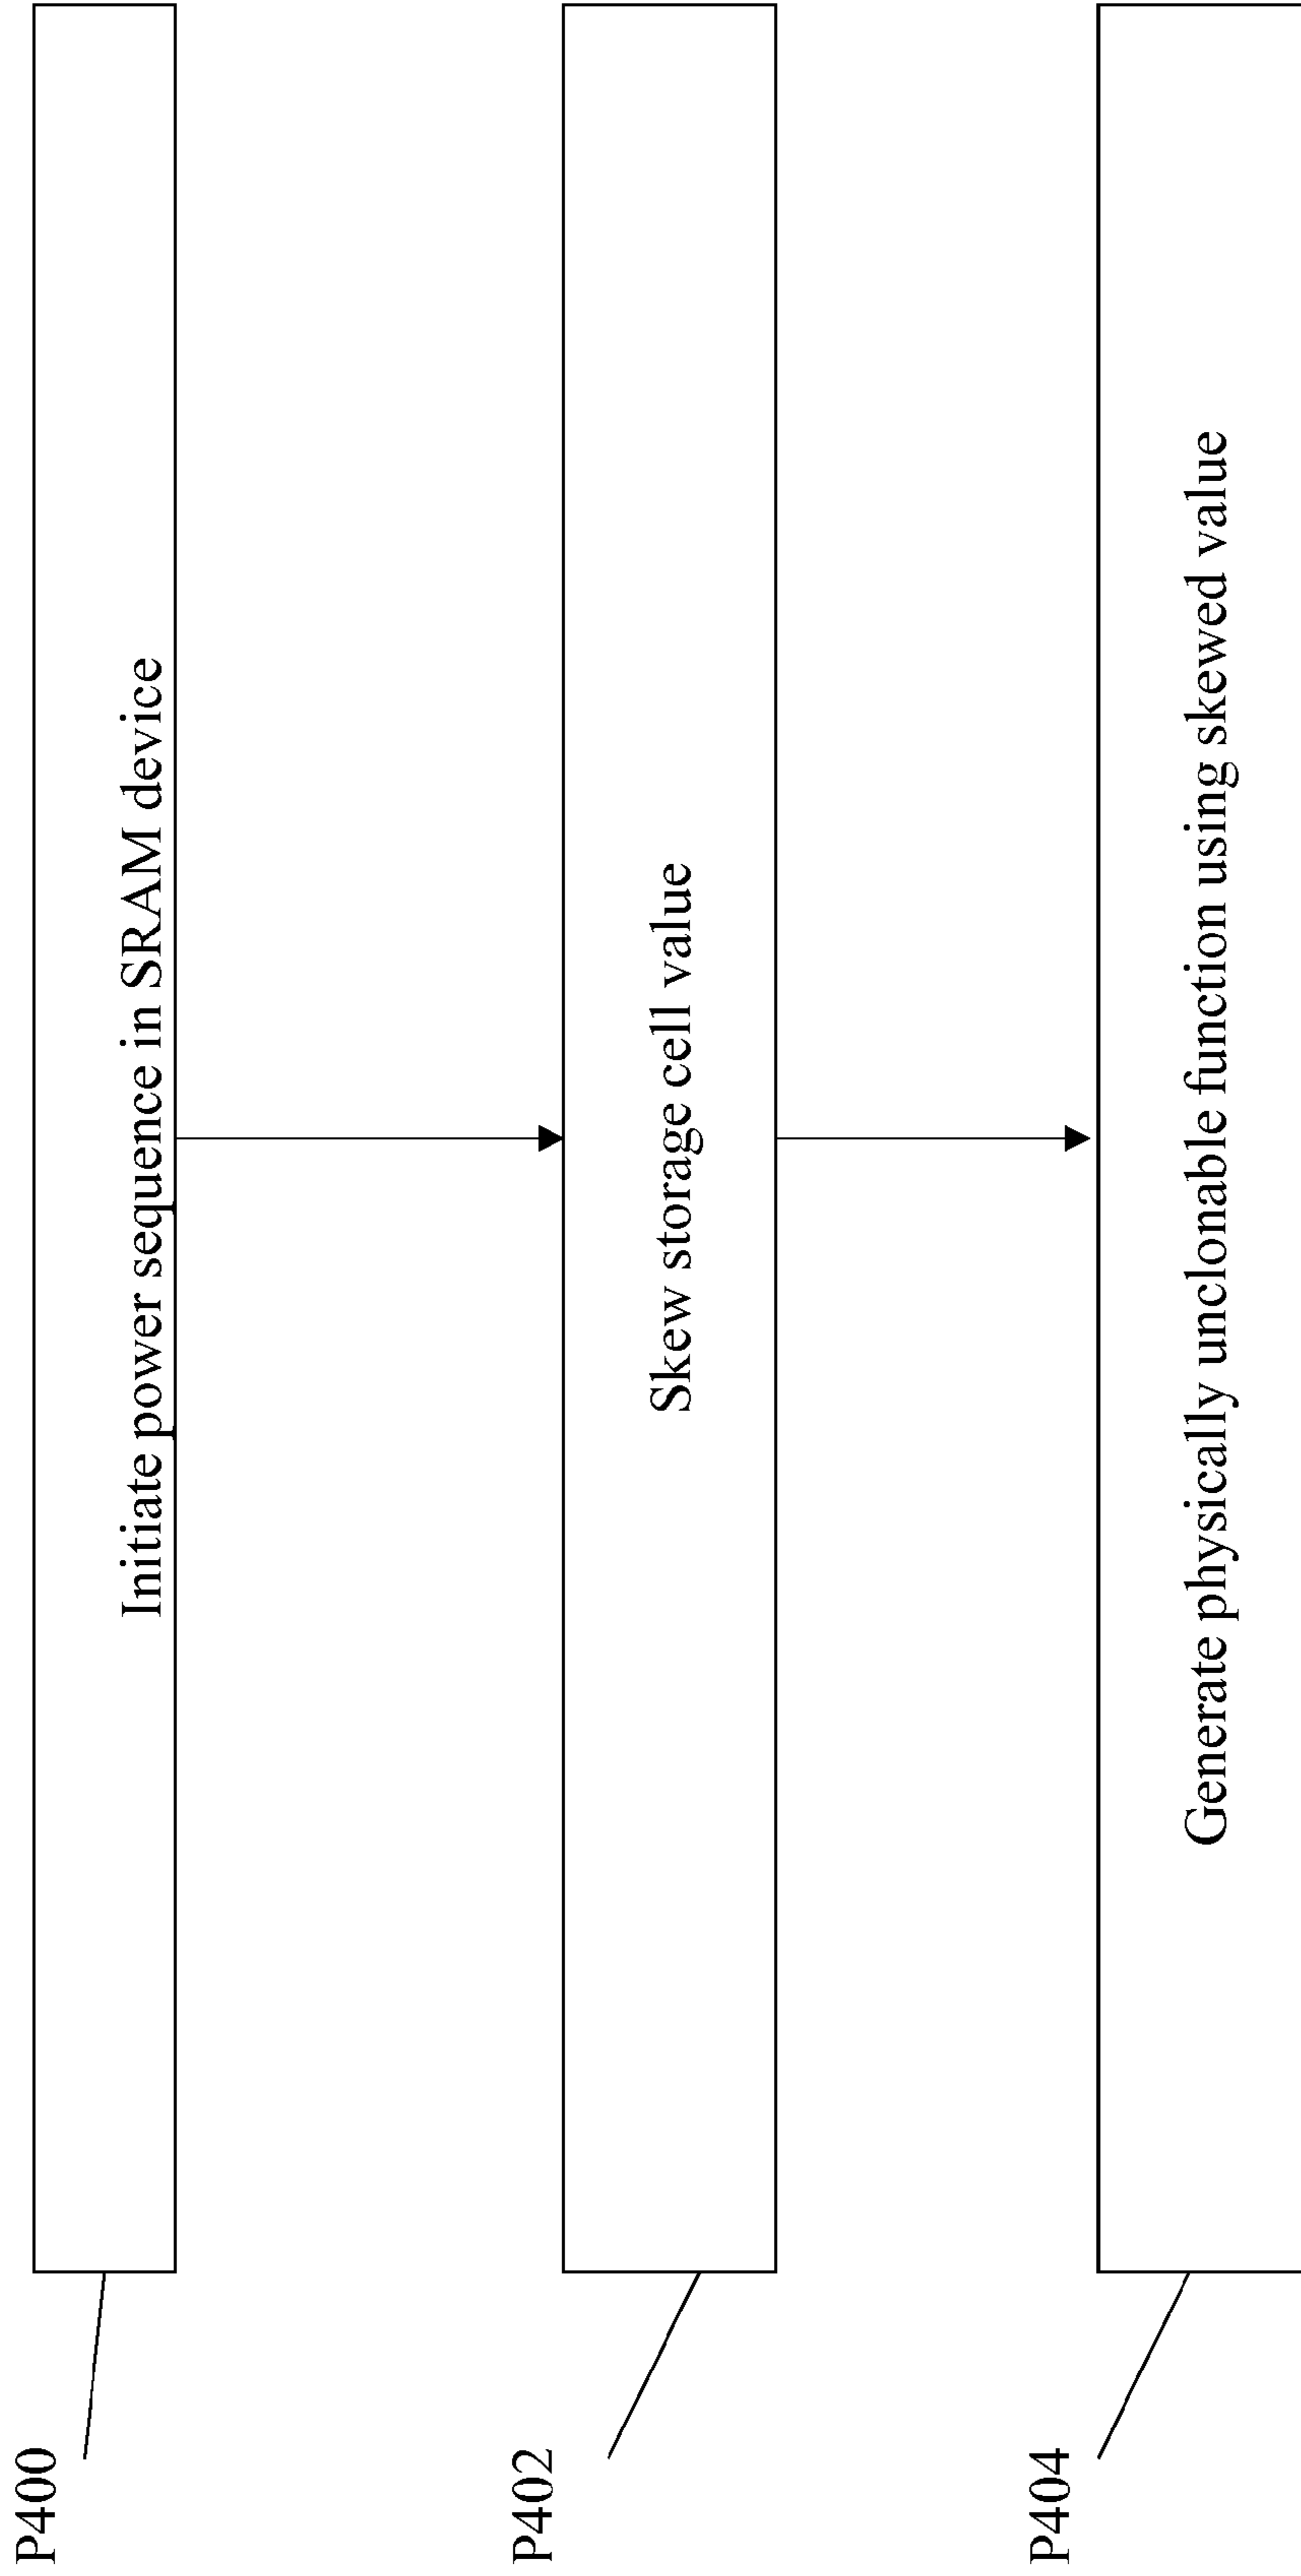 P400
Initiate power sequence in SRAM device
P402
Skew storage cell value
P404
Generate physically unclonable function using skewed value